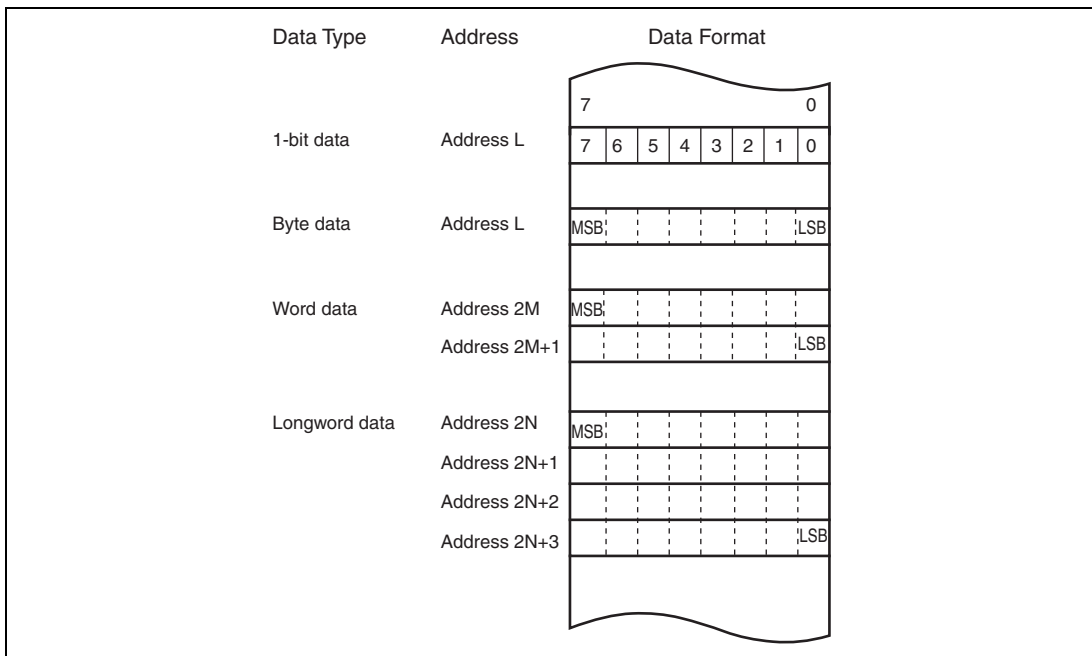 Data Type Address Data Format
7 0
1-bit data Address L 7 6 5 4 3 2 1 0
Byte data Address L MSB LSB
Word data Address 2M MSB
Address 2M+1 LSB
Longword data Address 2N MSB
Address 2N+1
Address 2N+2
Address 2N+3 LSB